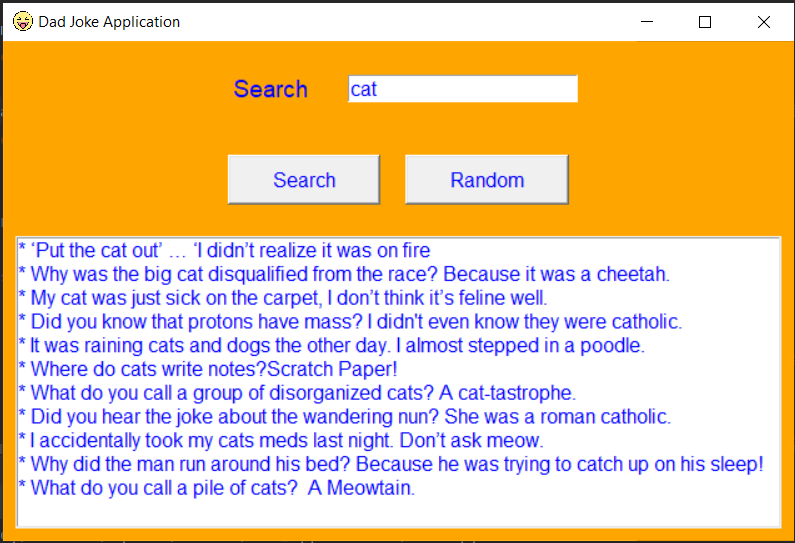 Dad Joke Application
Search
cat
Search Random
* ‘Put the cat out’ … ‘I didn’t realize it was on fire
* Why was the big cat disqualified from the race? Because it was a cheetah.
* My cat was just sick on the carpet, I don’t think it’s feline well.
* Did you know that protons have mass? I didn't even know they were catholic.
* It was raining cats and dogs the other day. I almost stepped in a poodle.
* Where do cats write notes?Scratch Paper!
* What do you call a group of disorganized cats? A cat-tastrophe.
* Did you hear the joke about the wandering nun? She was a roman catholic.
* I accidentally took my cats meds last night. Don’t ask meow.
* Why did the man run around his bed? Because he was trying to catch up on his sleep!
* What do you call a pile of cats?  A Meowtain.